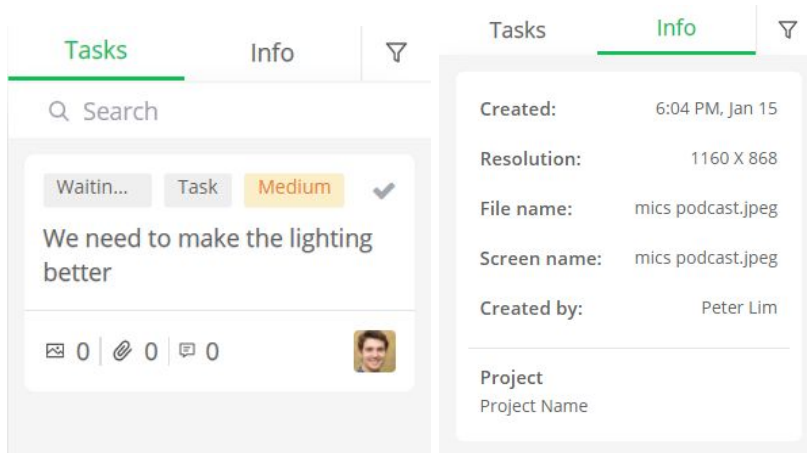 Tasks
Info
Search
Waitin...
Task
Medium
We need to make the lighting
better
0
0
0
Tasks
Info
Created:
6:04 PM, Jan 15
Resolution:
1160 X 868
File name:
mics podcast.jpeg
Screen name:
mics podcast.jpeg
Created by:
Peter Lim
Project
Project Name